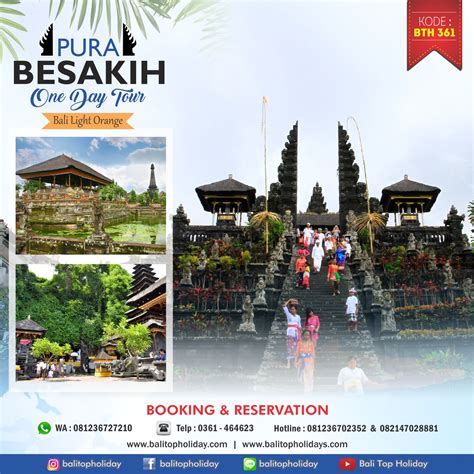 KODE :
BTH 361
PURA
BESAKIH
One Day Tour
Bali Light Orange
BOOKING & RESERVATION
WA : 081236727210
Telp : 0361 - 464623
Hotline : 081236702352 & 082147028881
www.balitopholiday.com | www.balitopholidays.com
balitopholiday
balitopholiday
balitopholiday
Bali Top Holiday